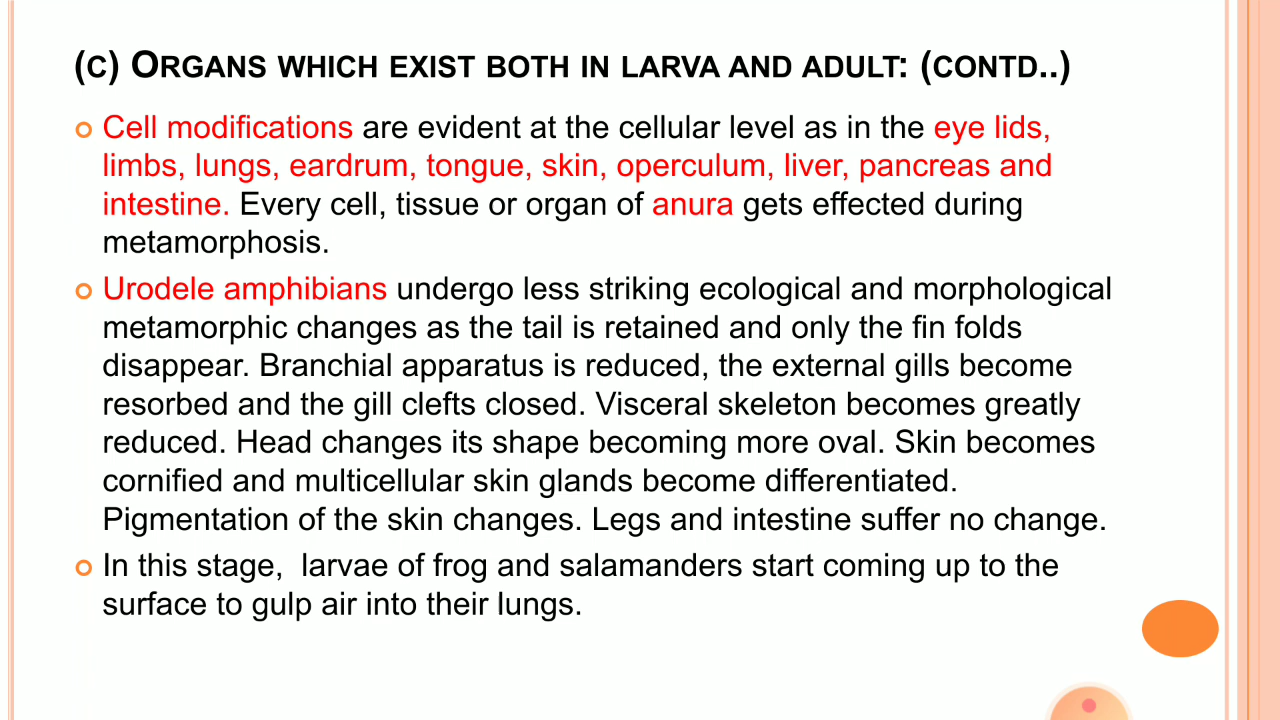 (C) ORGANS WHICH EXIST BOTH IN LARVA AND ADULT: (CONTD..)
Cell modifications are evident at the cellular level as in the eye lids,
limbs, lungs, eardrum, tongue, skin, operculum, liver, pancreas and
intestine. Every cell, tissue or organ of anura gets effected during
metamorphosis.
Urodele amphibians undergo less striking ecological and morphological
metamorphic changes as the tail is retained and only the fin folds
disappear. Branchial apparatus is reduced, the external gills become
resorbed and the gill clefts closed. Visceral skeleton becomes greatly
reduced. Head changes its shape becoming more oval. Skin becomes
cornified and multicellular skin glands become differentiated.
Pigmentation of the skin changes. Legs and intestine suffer no change.
In this stage,  larvae of frog and salamanders start coming up to the
surface to gulp air into their lungs.